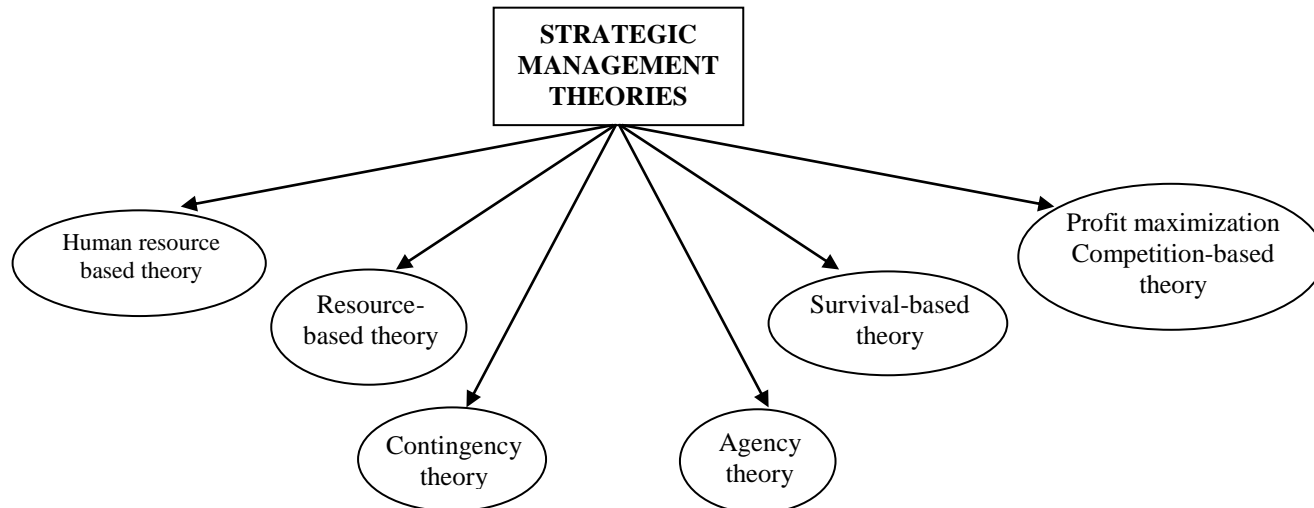 STRATEGIC
MANAGEMENT
THEORIES
Human resource
based theory
Resource-
based theory
Contingency
theory
Agency
theory
Survival-based
theory
Profit maximization
Competition-based
theory